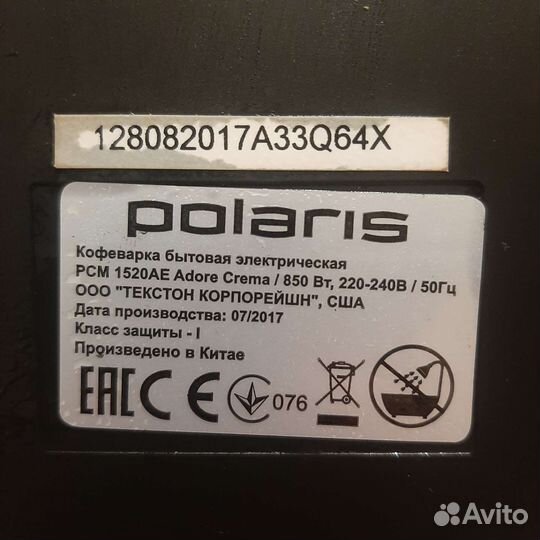 128082017A33Q64X
polaris
Кофеварка бытовая электрическая
PCM 1520AE Adore Crema / 850 Вт, 220-240В / 50Гц
ООО "ТЕКСТОН КОРПОРЕЙШН", США
Дата производства: 07/2017
Класс защиты - I
Произведено в Китае
EAC CE 076
Avito